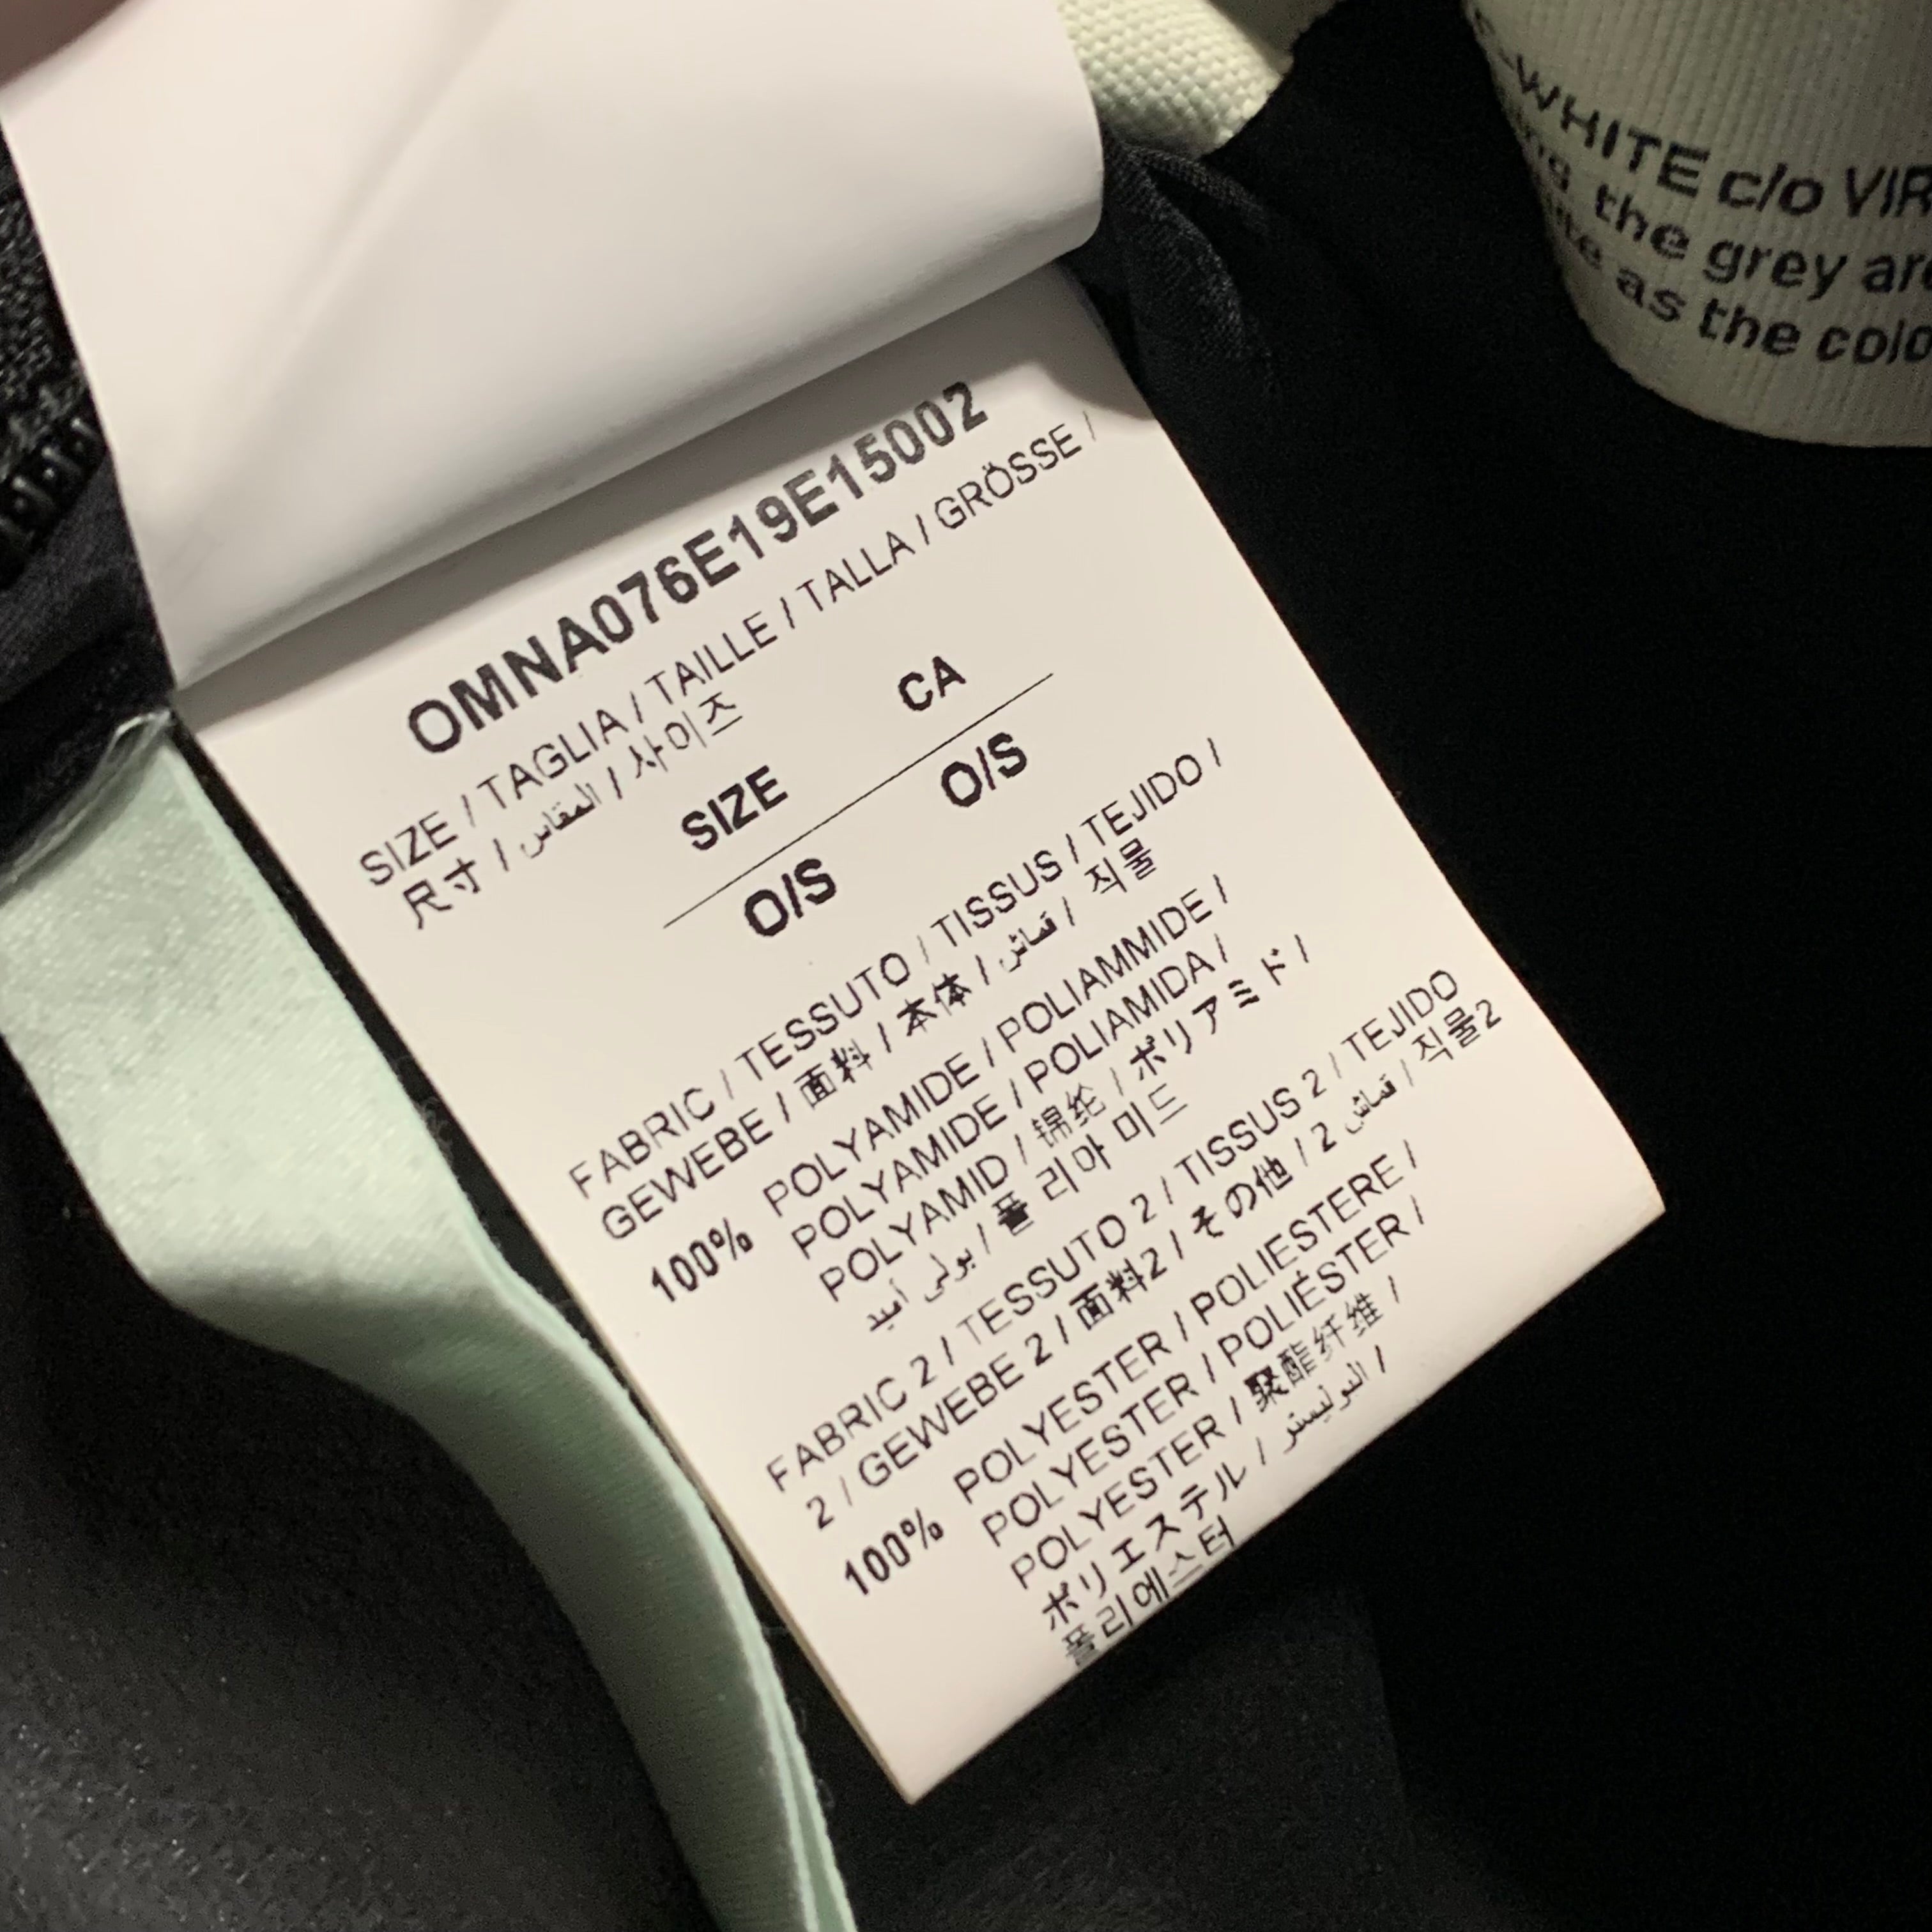 -WHITE c/o VIR
the grey are
as the colo
OMNA076E19E15002
SIZE / TAGLIA / TAILLE / TALLA / GRÖSSE /
尺寸 / المقاس / 사이즈
SIZE CA
O/S O/S
FABRIC / TESSUTO / TISSUS / TEJIDO /
GEWEBE / 面料 / 本体 / قماش / 직물
100% POLYAMIDE / POLIAMMIDE /
POLYAMIDE / POLIAMIDA /
POLYAMID / 锦纶 / ポリアミド /
بولي أميد / 폴리아미드
FABRIC 2 / TESSUTO 2 / TISSUS 2 / TEJIDO
2 / GEWEBE 2 / 面料2 / その他 / 2 قماش / 직물2
100% POLYESTER / POLIESTERE /
POLYESTER / POLIÉSTER /
POLYESTER / 聚酯纤维 /
ポリエステル / البوليستر /
폴리에스터